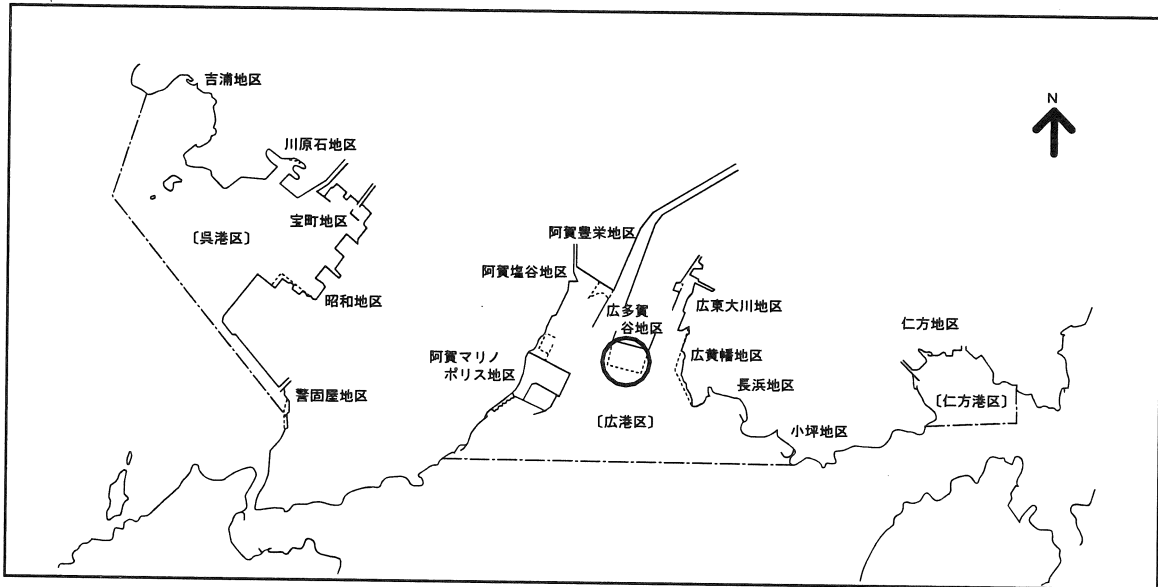 吉浦地区
N
川原石地区
宝町地区
〔呉港区〕
阿賀豊栄地区
阿賀塩谷地区
昭和地区
広多賀
谷地区
広東大川地区
仁方地区
阿賀マリノ
ポリス地区
広黄幡地区
長浜地区
警固屋地区
〔仁方港区〕
〔広港区〕
小坪地区